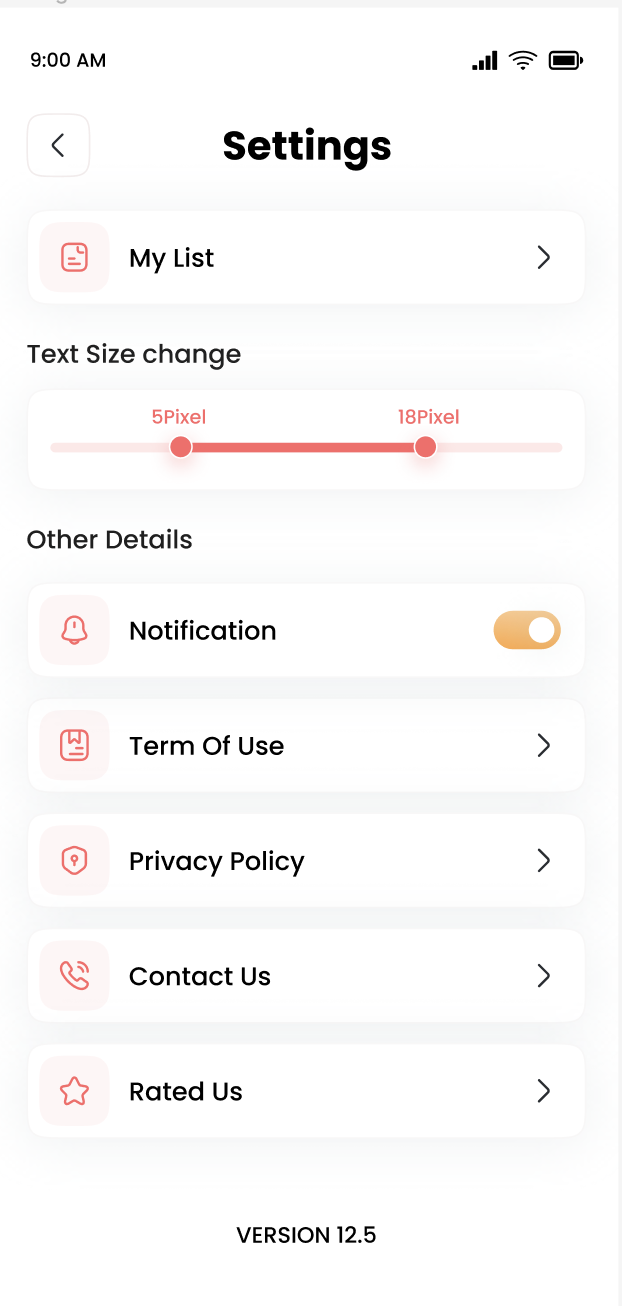 9:00 AM
Settings
My List
Text Size change
5Pixel 18Pixel
Other Details
Notification
Term Of Use
Privacy Policy
Contact Us
Rated Us
VERSION 12.5